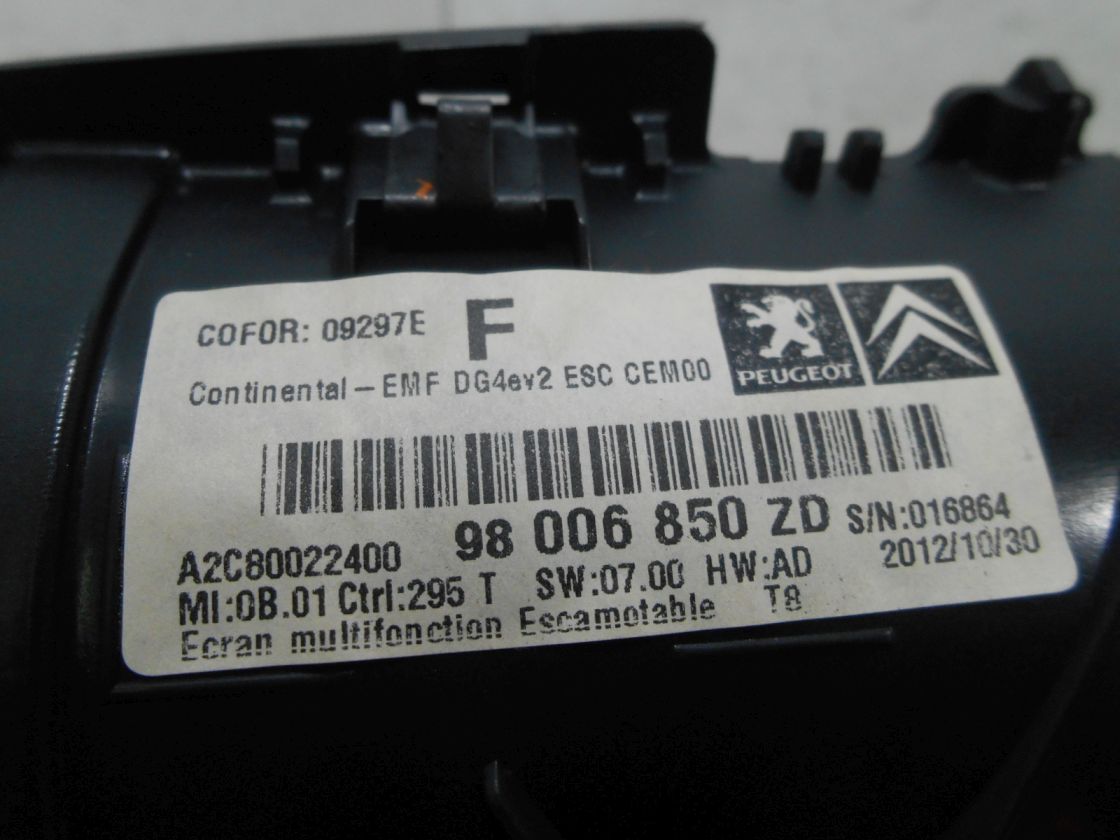 COFOR: 09297E F
Continental - EMF DG4ev2 ESC CEM00
PEUGEOT
98 006 850 ZD S/N:016864
A2C80022400 2012/10/30
MI:0B.01 Ctrl:295 T SW:07.00 HW:AD
Ecran multifonction Escamotable T8